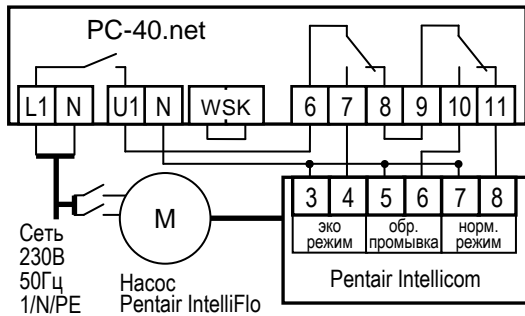 PC-40.net
L1 N U1 N WSK 6 7 8 9 10 11
3 4 5 6 7 8
эко режим
обр. промывка
норм. режим
Pentair Intellicom
M
Сеть
230В
50Гц
1/N/PE
Насос
Pentair IntelliFlo